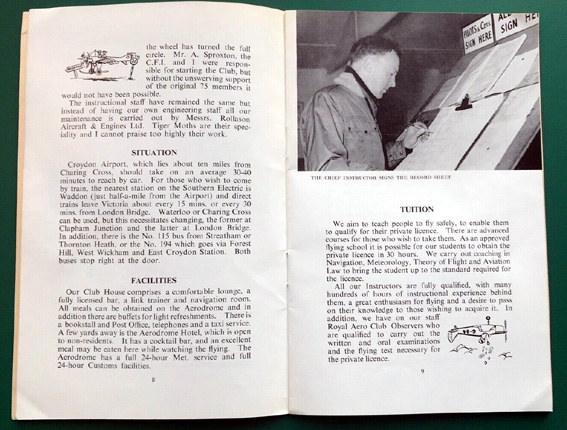 the wheel has turned the full
circle. Mr. A. Sproxton, the
C.F.I. and I were respon-
sible for starting the Club, but
without the unswerving support
of the original 75 members it
would not have been possible.
The instructional staff have remained the same but
instead of having our own engineering staff all our
maintenance is carried out by Messrs. Rollason
Aircraft & Engines Ltd. Tiger Moths are their spec-
iality and I cannot praise too highly their work.
SITUATION
Croydon Airport, which lies about ten miles from
Charing Cross, should take on an average 30-40
minutes to reach by car. For those who wish to come
by train, the nearest station on the Southern Electric is
Waddon (just half-a-mile from the Airport) and direct
trains leave Victoria about every 15 mins. or every 30
mins. from London Bridge. Waterloo or Charing Cross
can be used, but this necessitates changing, the former at
Clapham Junction and the latter at London Bridge.
In addition, there is the No. 115 bus from Streatham or
Thornton Heath, or the No. 194 which goes via Forest
Hill, West Wickham and East Croydon Station. Both
buses stop right at the door.
FACILITIES
Our Club House comprises a comfortable lounge, a
fully licensed bar, a link trainer and navigation room.
All meals can be obtained on the Aerodrome and in
addition there are buffets for light refreshments. There is
a bookstall and Post Office, telephones and a taxi service.
A few yards away is the Aerodrome Hotel, which is open
to non-residents. It has a cocktail bar, and an excellent
meal may be eaten here while watching the flying. The
Aerodrome has a full 24-hour Met. service and full
24-hour Customs facilities.
8
PILOTS &
SIGN HERE
SIGN HERE
THE CHIEF INSTRUCTOR SIGNS THE RECORD SHEET
TUITION
We aim to teach people to fly safely, to enable them
to qualify for their private licence. There are advanced
courses for those who wish to take them. As an approved
flying school it is possible for our students to obtain the
private licence in 30 hours. We carry out coaching in
Navigation, Meteorology, Theory of Flight and Aviation
Law to bring the student up to the standard required for
the licence.
All our Instructors are fully qualified, with many
hundreds of hours of instructional experience behind
them, a great enthusiasm for flying and a desire to pass
on their knowledge to those wishing to acquire it. In
addition, we have on our staff
Royal Aero Club Observers who
are qualified to carry out the
written and oral examinations
and the flying test necessary for
the private licence.
9